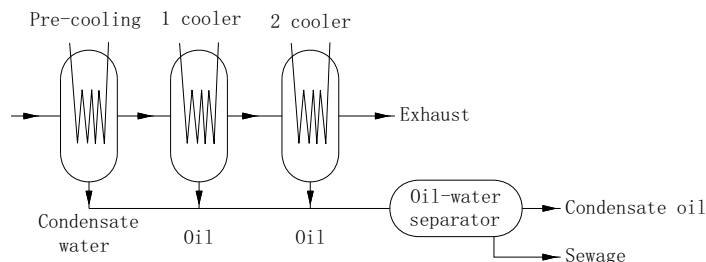 Pre-cooling
1 cooler
2 cooler
Exhaust
Condensate
water
Oil
Oil
Oil-water
separator
Condensate oil
Sewage